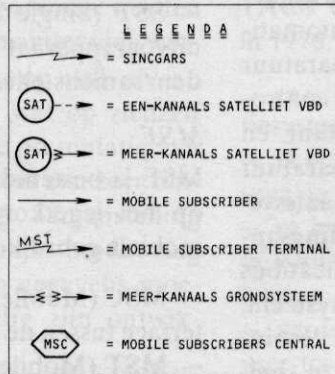 LEGENDA
= SINCGARS
SAT = EEN-KANAALS SATELLIET VBD
SAT = MEER-KANAALS SATELLIET VBD
= MOBILE SUBSCRIBER
MST = MOBILE SUBSCRIBER TERMINAL
= MEER-KANAALS GRONDSYSTEEM
MSC = MOBILE SUBSCRIBERS CENTRAL